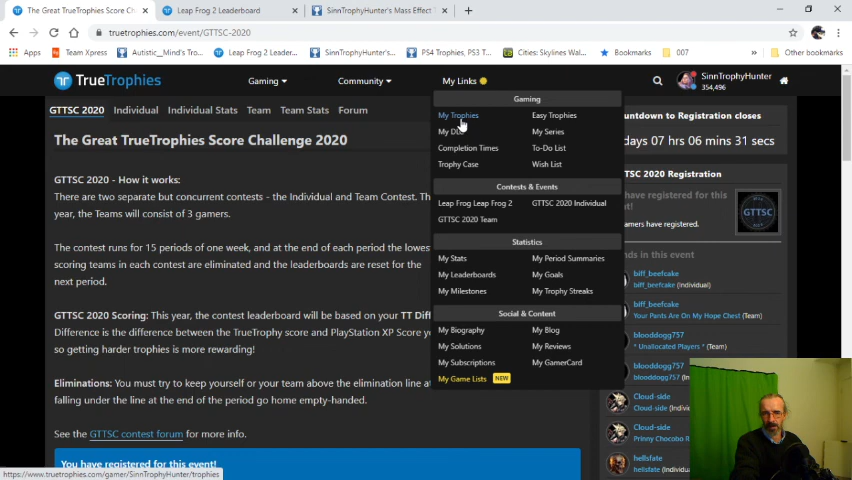 The Great TrueTrophies Score Ch
Leap Frog 2 Leaderboard
SinnTrophyHunter's Mass Effect T
truetrophies.com/event/GTTSC-2020
Apps
Team Xpress
Autistic__Mind's Tro...
Leap Frog 2 Leader...
SinnTrophyHunter's...
PS4 Trophies, PS3 T...
Cities: Skylines Wal...
Bookmarks
007
Other bookmarks
TrueTrophies
Gaming
Community
My Links
SinnTrophyHunter
354,496
GTTSC 2020
Individual
Individual Stats
Team
Team Stats
Forum
The Great TrueTrophies Score Challenge 2020
GTTSC 2020 - How it works:
There are two separate but concurrent contests - the Individual and Team Contest. Th
year, the Teams will consist of 3 gamers.
The contest runs for 15 periods of one week, and at the end of each period the lowest
scoring teams in each contest are eliminated and the leaderboards are reset for the
next period.
GTTSC 2020 Scoring: This year, the contest leaderboard will be based on your TT Diff
Difference is the difference between the TrueTrophy score and PlayStation XP Score y
so getting harder trophies is more rewarding!
Eliminations: You must try to keep yourself or your team above the elimination line at
falling under the line at the end of the period go home empty-handed.
See the GTTSC contest forum for more info.
You have registered for this event!
https://www.truetrophies.com/gamer/SinnTrophyHunter/trophies
Gaming
My Trophies
Easy Trophies
My DLC
My Series
Completion Times
To-Do List
Trophy Case
Wish List
Contests & Events
Leap Frog Leap Frog 2
GTTSC 2020 Individual
GTTSC 2020 Team
Statistics
My Stats
My Period Summaries
My Leaderboards
My Goals
My Milestones
My Trophy Streaks
Social & Content
My Biography
My Blog
My Solutions
My Reviews
My Subscriptions
My GamerCard
My Game Lists NEW
untdown to Registration closes
days 07 hrs 06 mins 31 secs
TSC 2020 Registration
have registered for this
ent!
amers have registered.
GTTSC
nds in this event
biff_beefcake
biff_beefcake (Individual)
biff_beefcake
Your Pants Are On My Hope Chest (Team)
blooddogg757
* Unallocated Players * (Team)
blooddogg757
blooddogg757 (Indivi
Cloud-side
Cloud-side (Individ
Cloud-side
Prinny Chocobo R
hellsfate
hellsfate (Individu